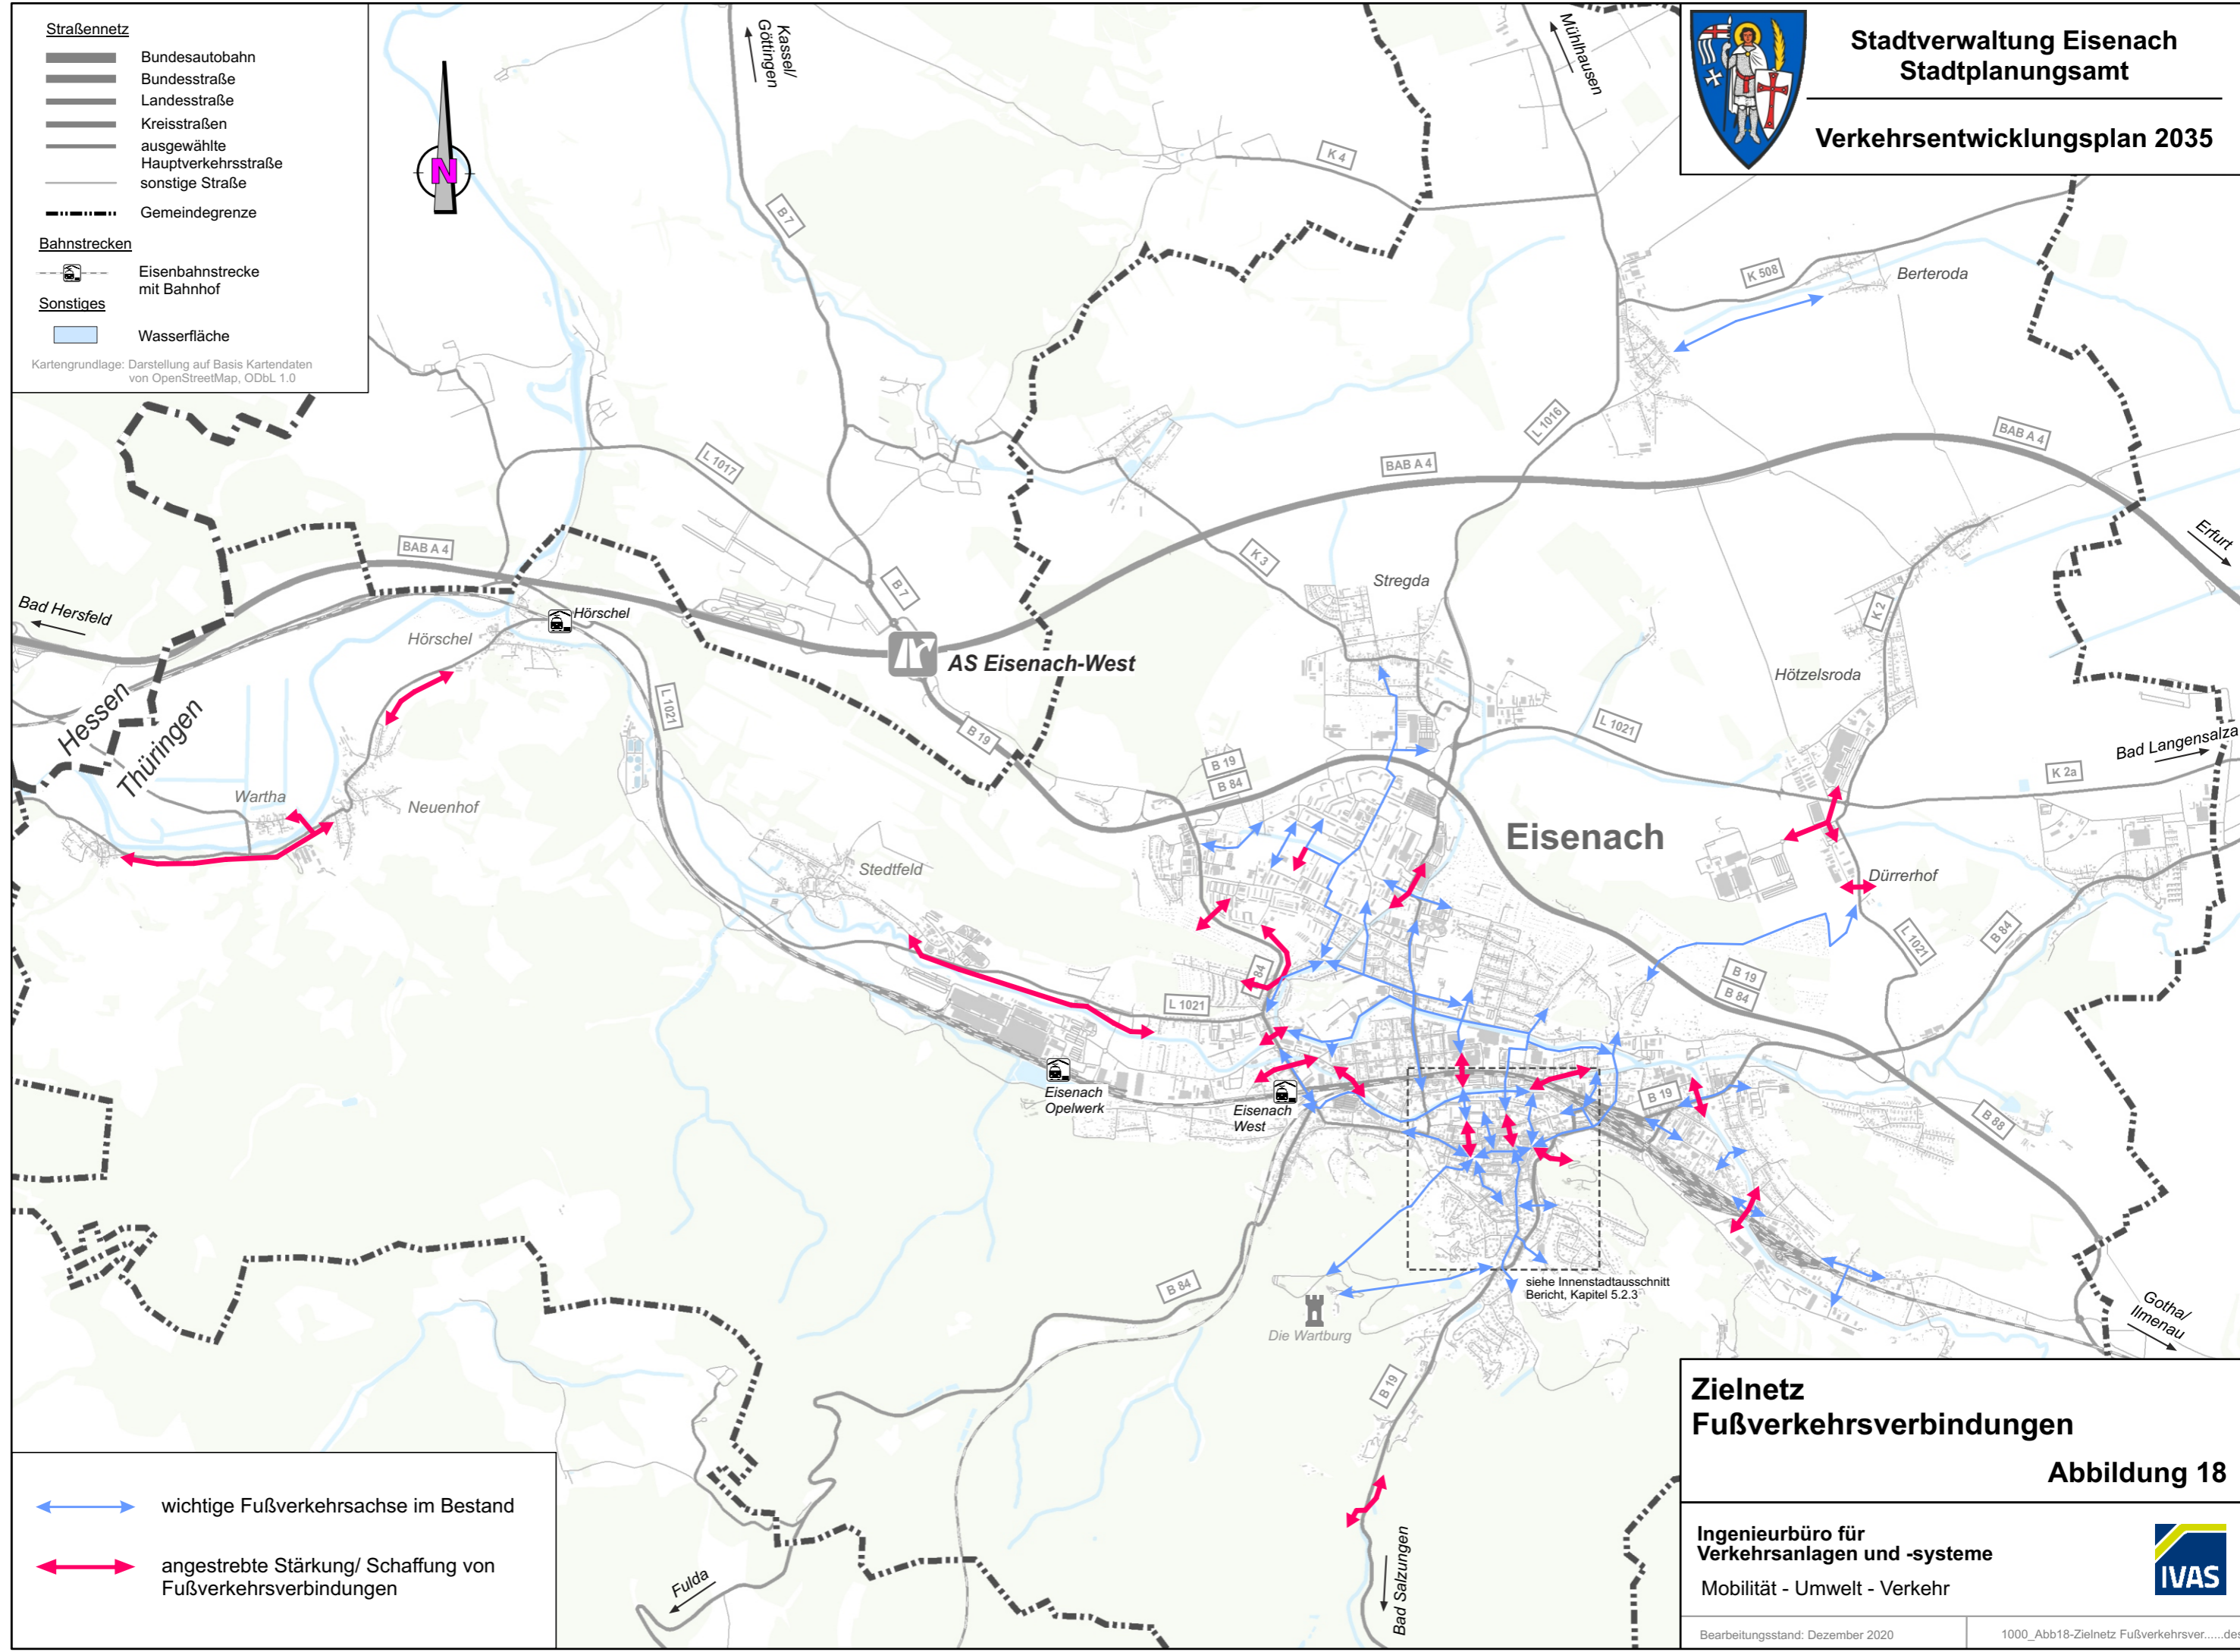 Straßennetz
Bundesautobahn
Bundesstraße
Landesstraße
Kreisstraßen
ausgewählte
Hauptverkehrsstraße
sonstige Straße
Gemeindegrenze
Bahnstrecken
Eisenbahnstrecke
mit Bahnhof
Sonstiges
Wasserfläche
Kartengrundlage: Darstellung auf Basis Kartendaten
von OpenStreetMap, ODbL 1.0
N
Kassel/
Göttingen
Mühlhausen
Stadtverwaltung Eisenach
Stadtplanungsamt
Verkehrsentwicklungsplan 2035
K 4
B 7
K 508
Berteroda
L 1016
BAB A 4
BAB A 4
L 1017
Erfurt
BAB A 4
K 3
B 7
Stregda
K 2
Bad Hersfeld
Hörschel
Hörschel
AS Eisenach-West
Hötzelsroda
Hessen
Thüringen
L 1021
B 19
L 1021
Bad Langensalza
K 2a
B 19
B 84
Wartha
Neuenhof
Eisenach
Stedtfeld
Dürrerhof
L 1021
B 84
84
B 19
B 84
L 1021
Eisenach
Opelwerk
Eisenach
West
B 19
B 88
B 84
siehe Innenstadtausschnitt
Bericht, Kapitel 5.2.3
Die Wartburg
Gotha/
Ilmenau
B 19
Fulda
Bad Salzungen
wichtige Fußverkehrsachse im Bestand
angestrebte Stärkung/ Schaffung von
Fußverkehrsverbindungen
Zielnetz
Fußverkehrsverbindungen
Abbildung 18
Ingenieurbüro für
Verkehrsanlagen und -systeme
Mobilität - Umwelt - Verkehr
IVAS
Bearbeitungsstand: Dezember 2020
1000_Abb18-Zielnetz Fußverkehrsver......des